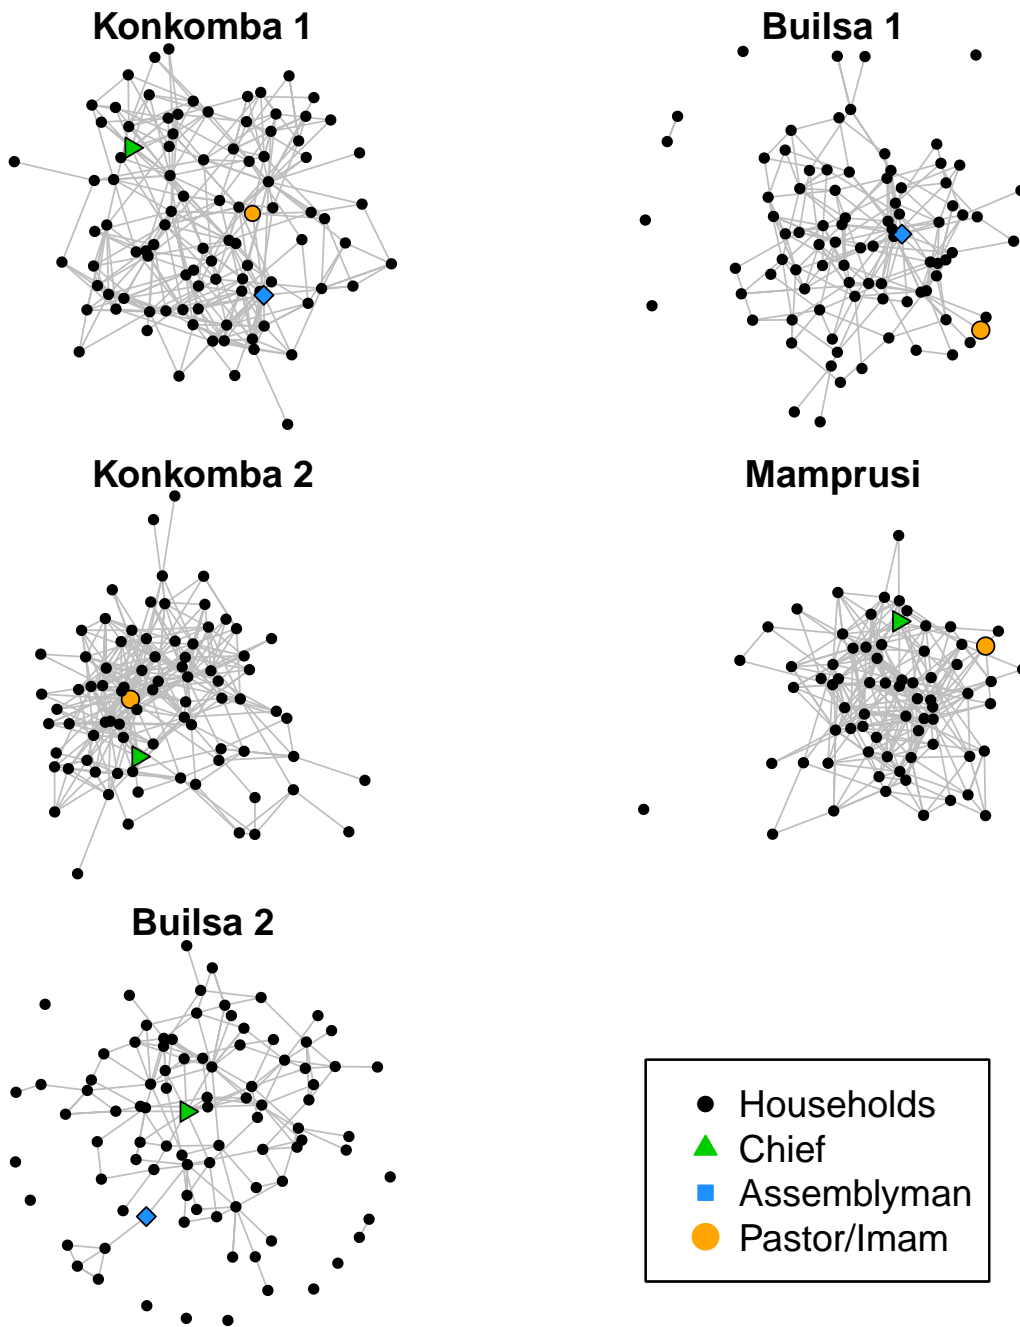 Konkomba 1
Builsa 1
Konkomba 2
Mamprusi
Builsa 2
Households
Chief
Assemblyman
Pastor/Imam